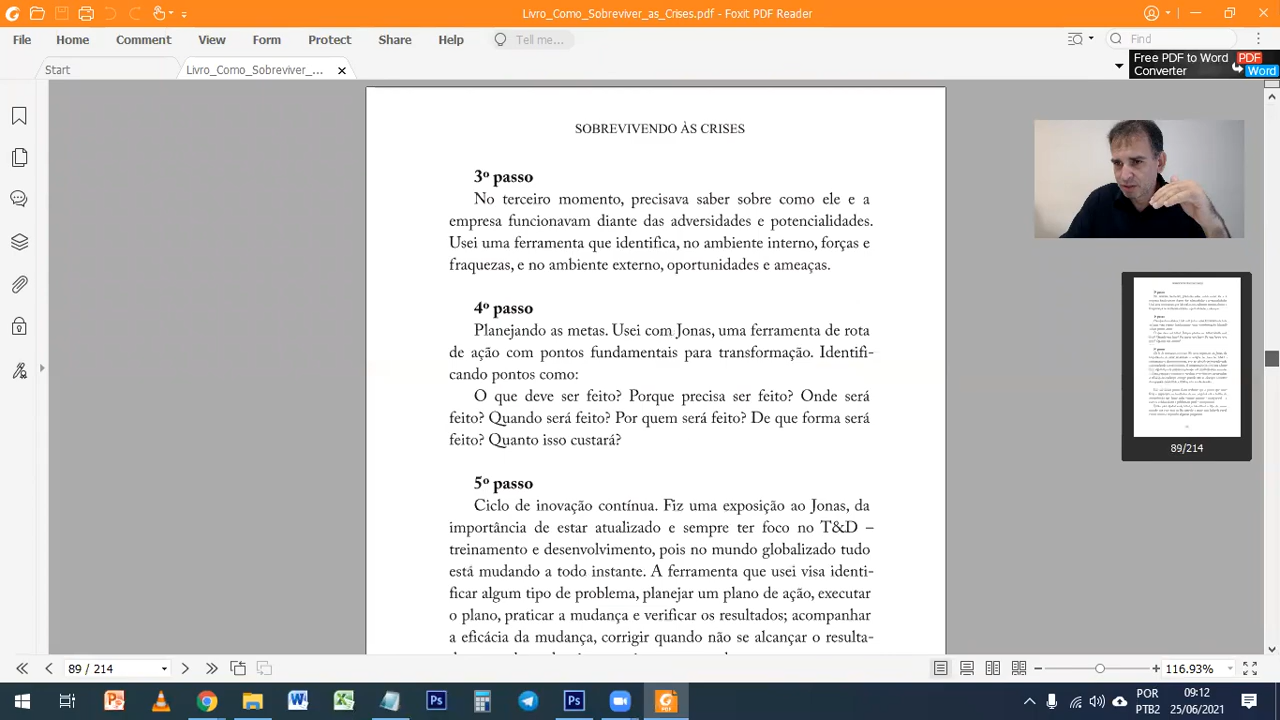 Livro_Como_Sobreviver_as_Crises.pdf - Foxit PDF Reader
File Home Comment View Form Protect Share Help Tell me... Find
Start Livro_Como_Sobreviver_... Free PDF to Word Converter PDF Word
SOBREVIVENDO ÀS CRISES
3º passo
No terceiro momento, precisava saber sobre como ele e a
empresa funcionavam diante das adversidades e potencialidades.
Usei uma ferramenta que identifica, no ambiente interno, forças e
fraquezas, e no ambiente externo, oportunidades e ameaças.
4º passo
Planejando as metas. Usei com Jonas, uma ferramenta de rota
de ação com pontos fundamentais para transformação. Identifi-
cando pontos como:
O que deve ser feito? Porque precisa ser feito? Onde será
feito? Quando será feito? Por quem será feito? De que forma será
feito? Quanto isso custará?
5º passo
Ciclo de inovação contínua. Fiz uma exposição ao Jonas, da
importância de estar atualizado e sempre ter foco no T&D –
treinamento e desenvolvimento, pois no mundo globalizado tudo
está mudando a todo instante. A ferramenta que usei visa identi-
ficar algum tipo de problema, planejar um plano de ação, executar
o plano, praticar a mudança e verificar os resultados; acompanhar
a eficácia da mudança, corrigir quando não se alcançar o resulta-
89/214
89 / 214
116.93%
POR
PTB2
09:12
25/06/2021